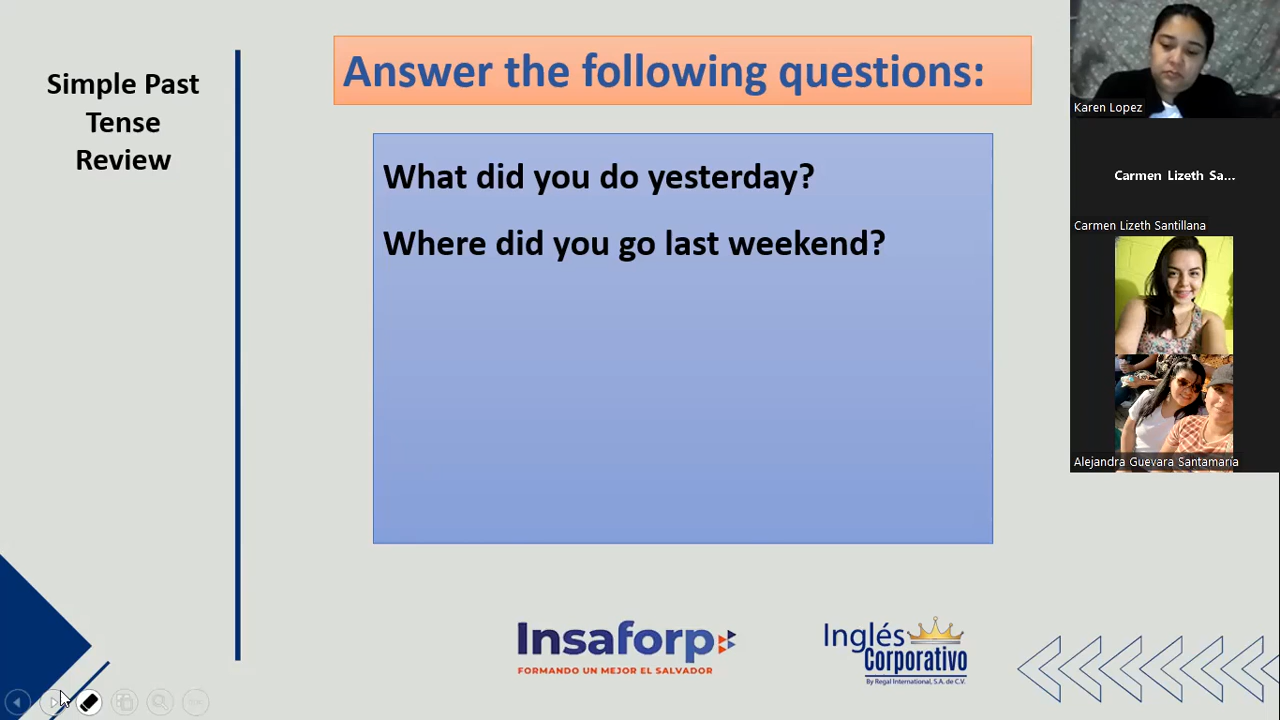 Simple Past
Tense
Review
Answer the following questions:
What did you do yesterday?
Where did you go last weekend?
Insaforp
FORMANDO UN MEJOR EL SALVADOR
Inglés
Corporativo
By Regal International, S.A. de C.V.
Karen Lopez
Carmen Lizeth Sa...
Carmen Lizeth Santillana
Alejandra Guevara Santamaría